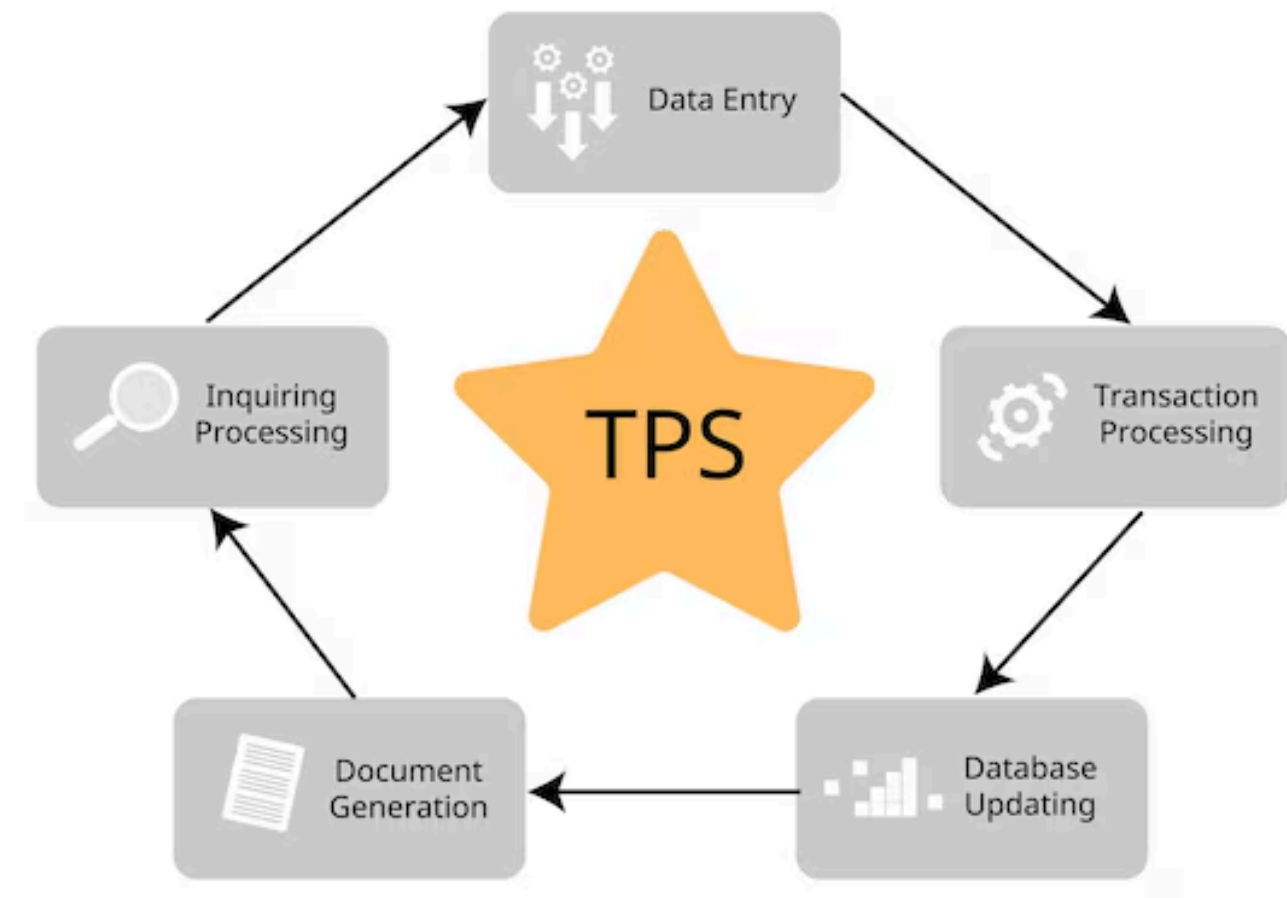 Data Entry
Inquiring
Processing
TPS
Transaction
Processing
Document
Generation
Database
Updating